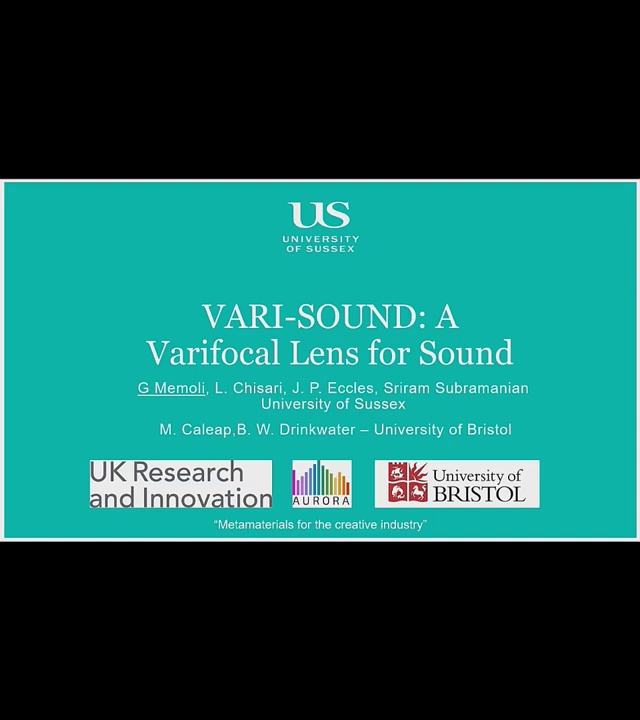 US
UNIVERSITY
OF SUSSEX
VARI-SOUND: A
Varifocal Lens for Sound
G Memoli, L. Chisari, J. P. Eccles, Sriram Subramanian
University of Sussex
M. Caleap,B. W. Drinkwater – University of Bristol
UK Research
and Innovation
AURORA
University of
BRISTOL
“Metamaterials for the creative industry”